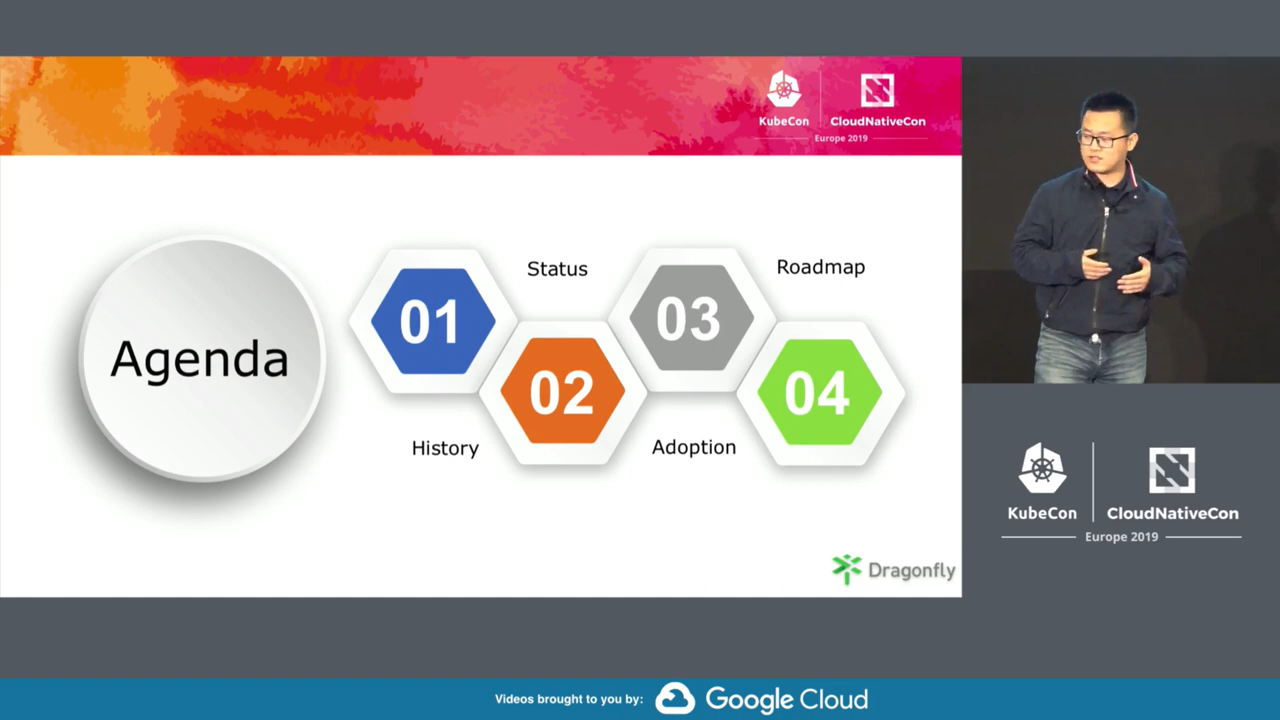 KubeCon
CloudNativeCon
Europe 2019
Agenda
01
History
02
Status
03
Adoption
04
Roadmap
Dragonfly
KubeCon
CloudNativeCon
Europe 2019
Videos brought to you by:
Google Cloud